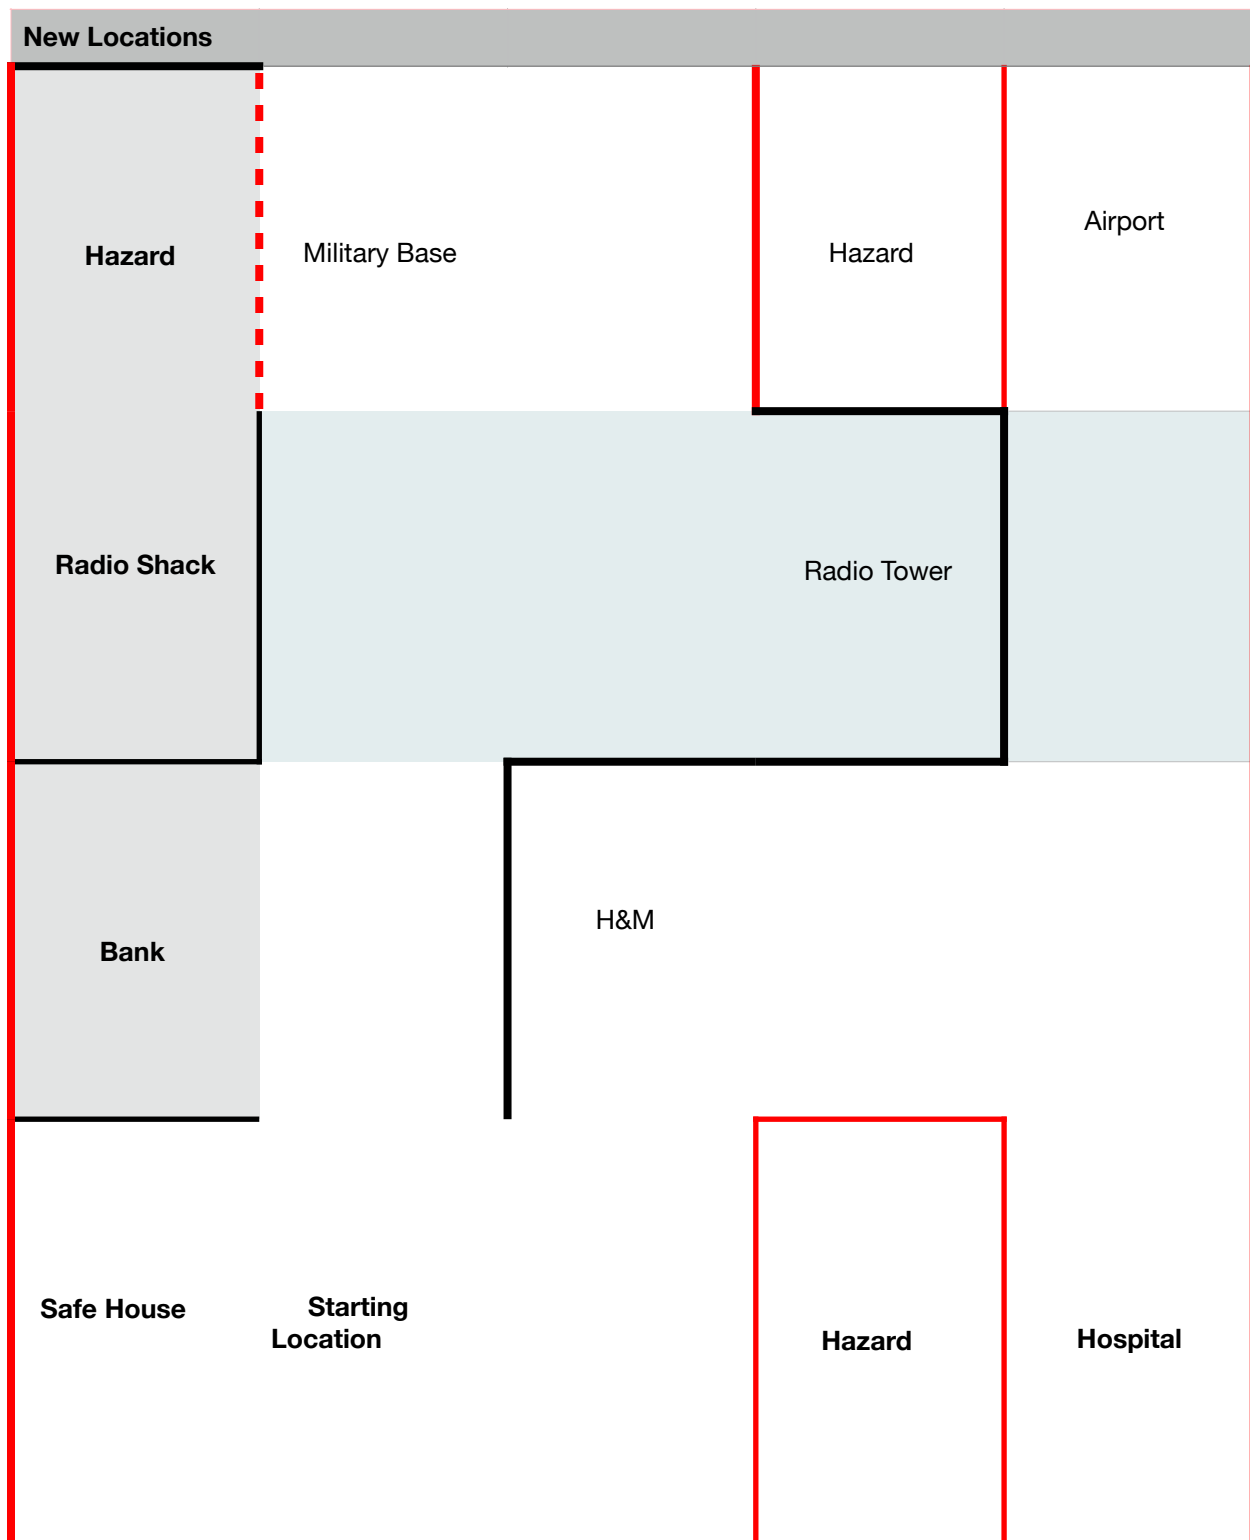 New Locations
Hazard
Military Base
Hazard
Airport
Radio Shack
Radio Tower
Bank
H&M
Safe House
Starting
Location
Hazard
Hospital